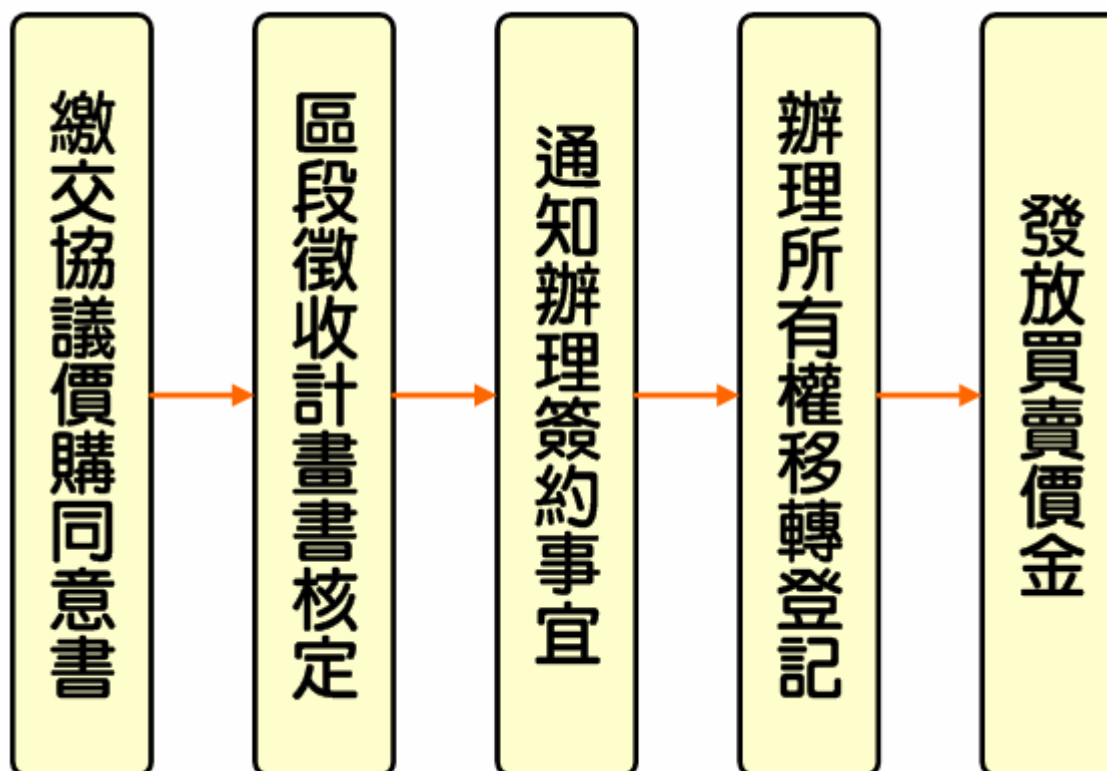 繳交協議價購同意書
區段徵收計畫書核定
通知辦理簽約事宜
辦理所有權移轉登記
發放買賣價金